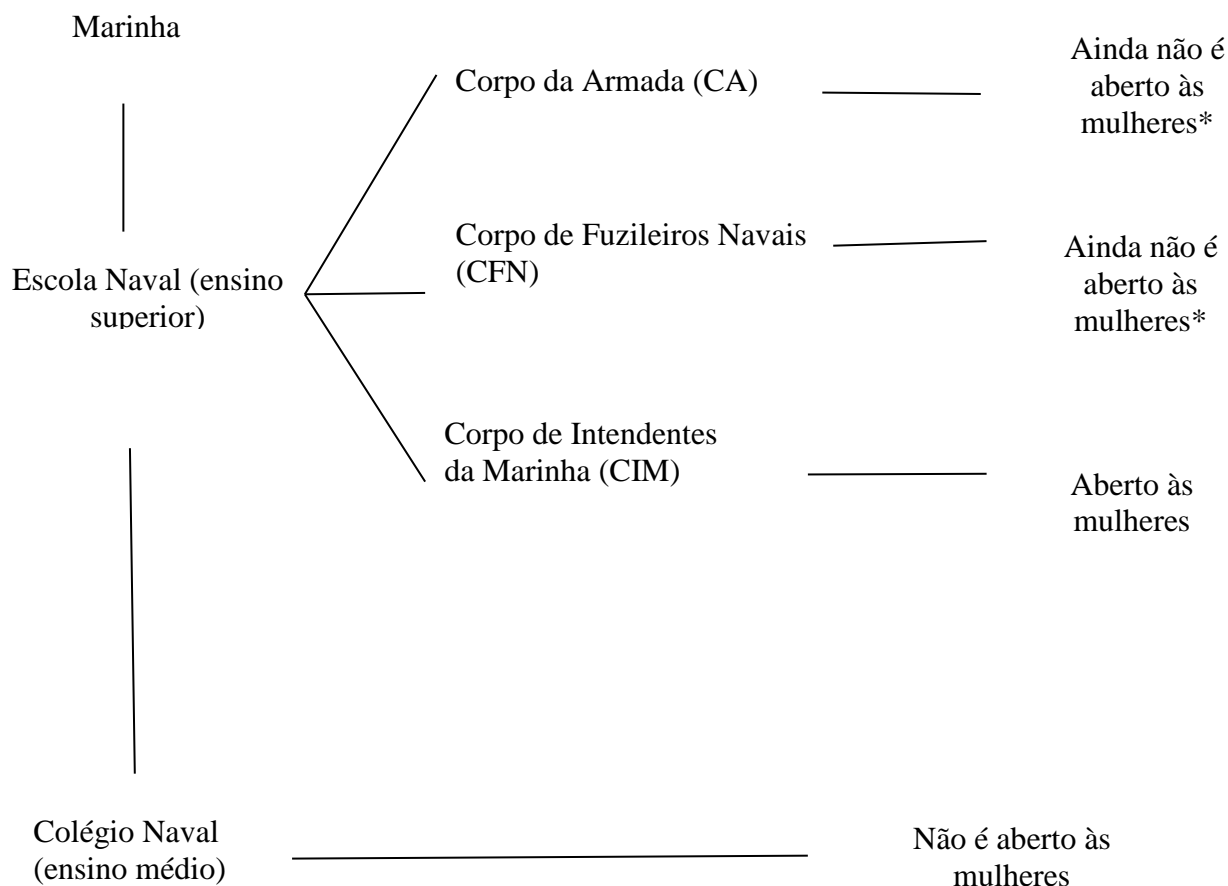 Marinha
Corpo da Armada (CA)
Ainda não é
aberto às
mulheres*
Escola Naval (ensino
superior)
Corpo de Fuzileiros Navais
(CFN)
Ainda não é
aberto às
mulheres*
Corpo de Intendentes
da Marinha (CIM)
Aberto às
mulheres
Colégio Naval
(ensino médio)
Não é aberto às
mulheres